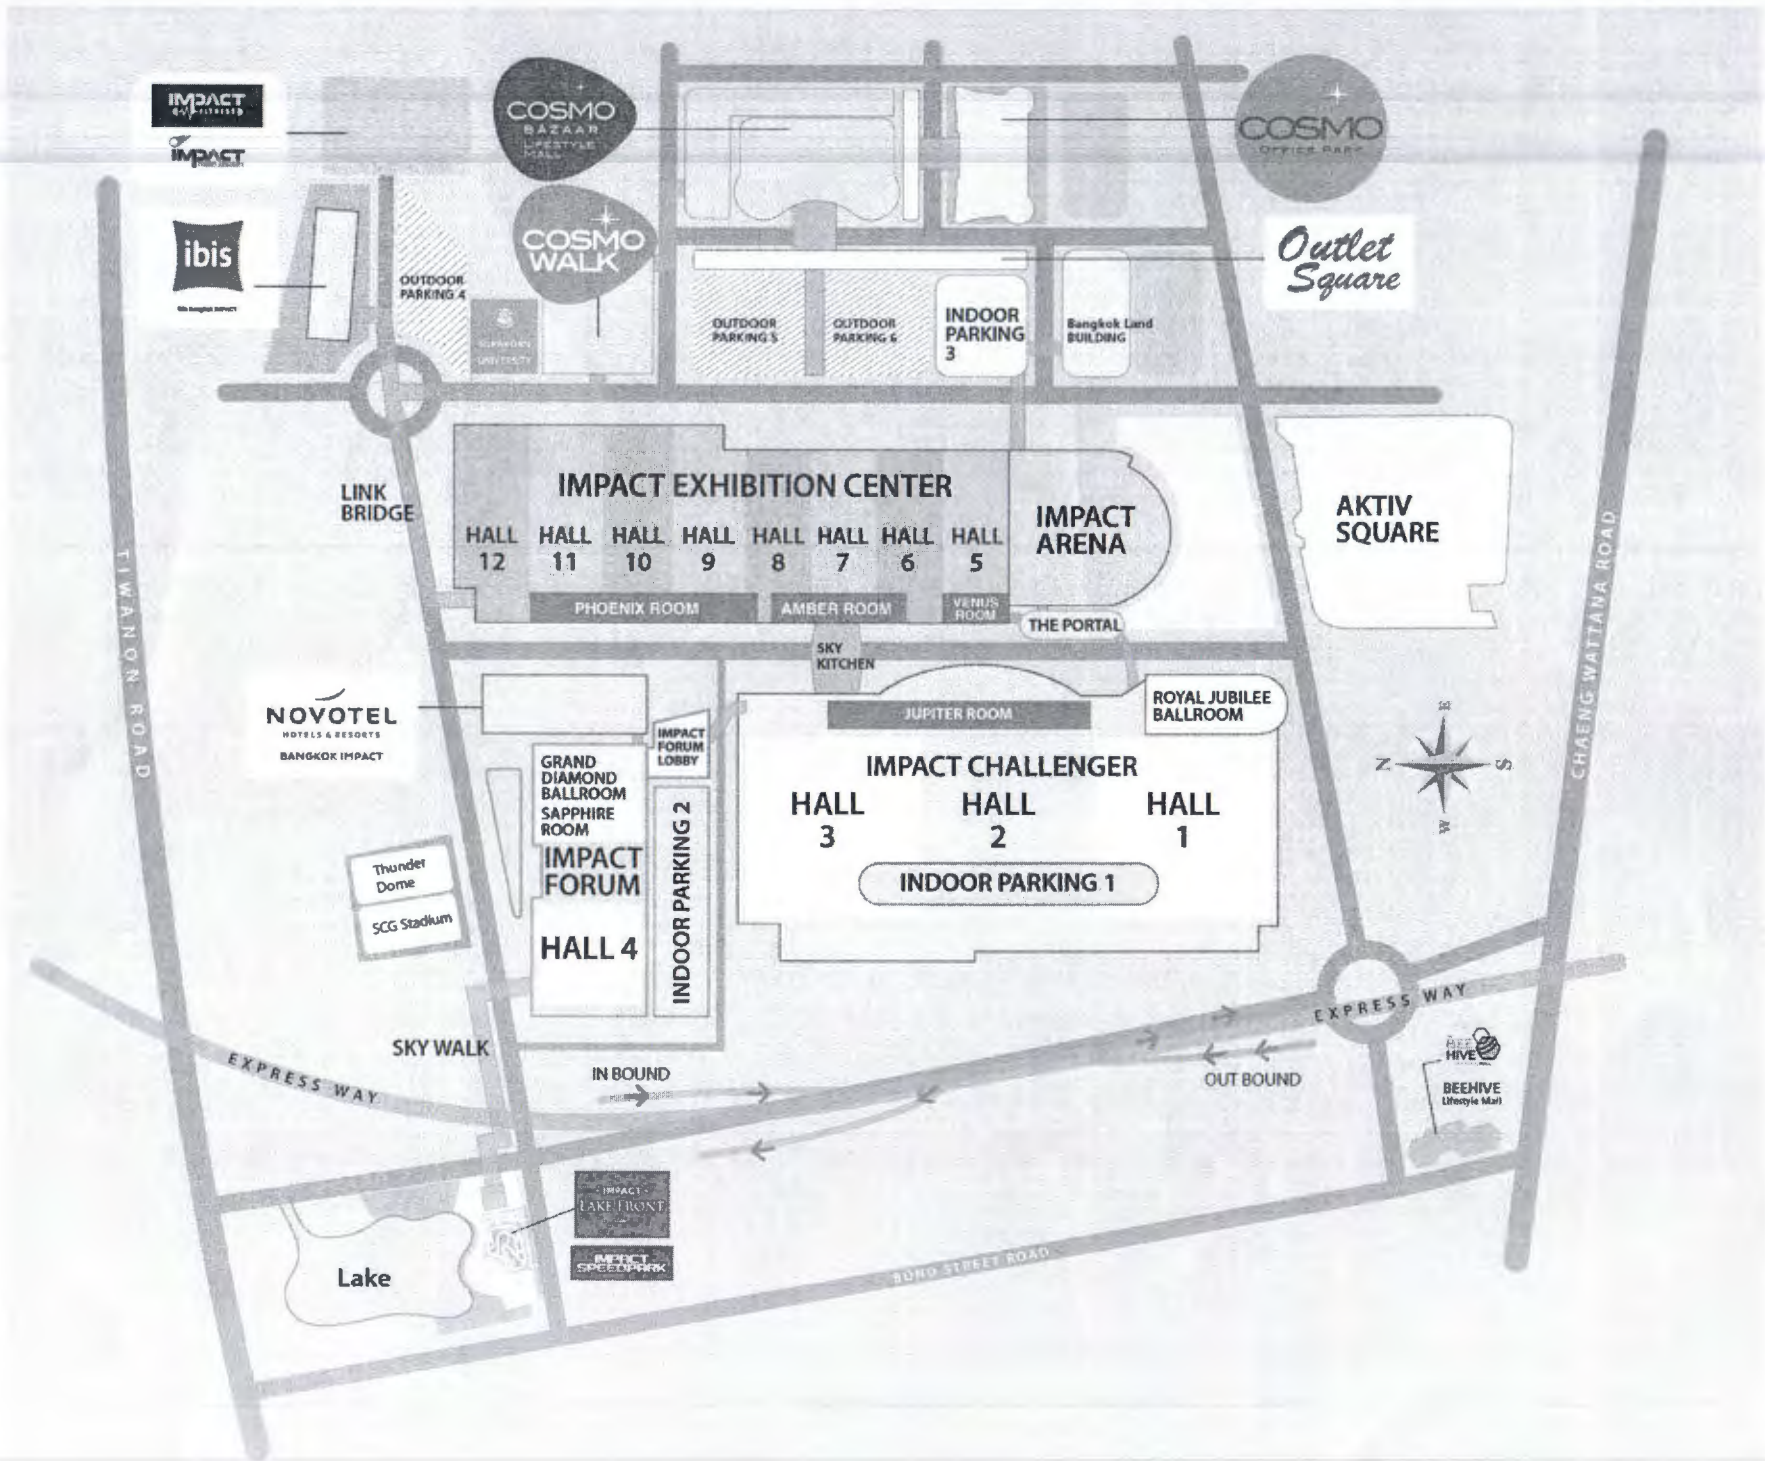 IMPACT
IMPACT
COSMO
BAZAAR
LIFESTYLE
MALL
COSMO
OFFICE PARK
ibis
ibis Bangkok IMPACT
OUTDOOR
PARKING 4
COSMO
WALK
Outlet
Square
UNIVERSITY
OUTDOOR
PARKING 5
OUTDOOR
PARKING 6
INDOOR
PARKING
3
Bangkok Land
BUILDING
LINK
BRIDGE
IMPACT EXHIBITION CENTER
HALL
12
HALL
11
HALL
10
HALL
9
HALL
8
HALL
7
HALL
6
HALL
5
PHOENIX ROOM
AMBER ROOM
VENUS
ROOM
IMPACT
ARENA
THE PORTAL
AKTIV
SQUARE
TIWANON ROAD
CHAENG WATTANA ROAD
SKY
KITCHEN
NOVOTEL
HOTELS & RESORTS
BANGKOK IMPACT
IMPACT
FORUM
LOBBY
JUPITER ROOM
ROYAL JUBILEE
BALLROOM
GRAND
DIAMOND
BALLROOM
SAPPHIRE
ROOM
IMPACT
FORUM
HALL 4
INDOOR PARKING 2
IMPACT CHALLENGER
HALL
3
HALL
2
HALL
1
INDOOR PARKING 1
E
N
S
W
Thunder
Dome
SCG Stadium
SKY WALK
EXPRESS WAY
IN BOUND
EXPRESS WAY
OUT BOUND
BEE
HIVE
BEEHIVE
Lifestyle Mall
IMPACT
LAKE FRONT
IMPACT
SPEEDPARK
Lake
BOND STREET ROAD